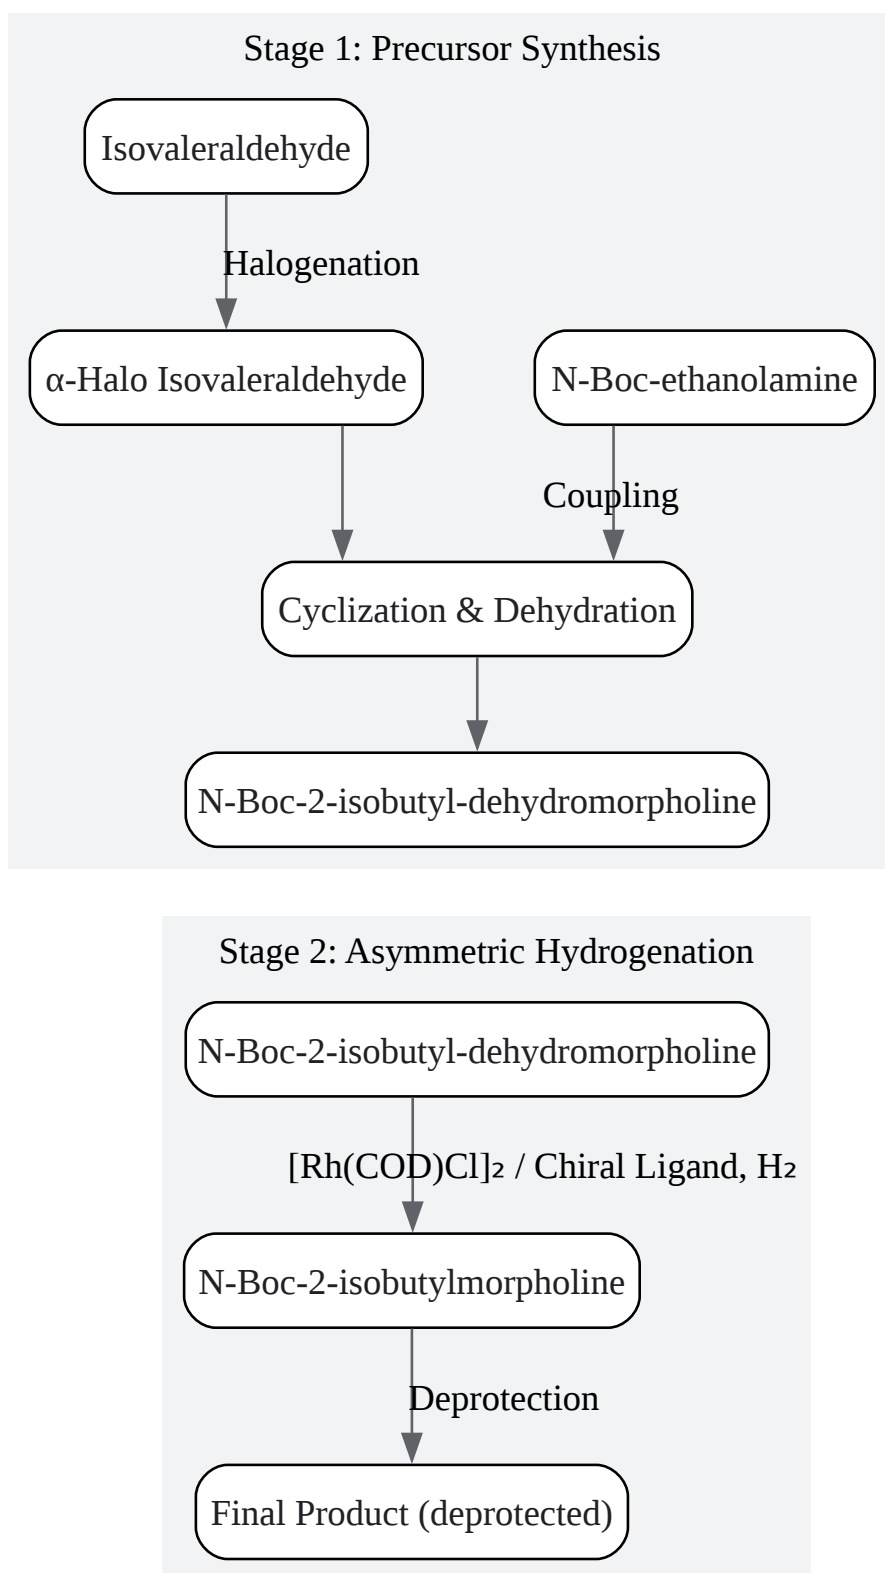 Stage 1: Precursor Synthesis
Isovaleraldehyde
Halogenation
α-Halo Isovaleraldehyde
N-Boc-ethanolamine
Coupling
Cyclization & Dehydration
N-Boc-2-isobutyl-dehydromorpholine
Stage 2: Asymmetric Hydrogenation
N-Boc-2-isobutyl-dehydromorpholine
[Rh(COD)Cl]₂ / Chiral Ligand, H₂
N-Boc-2-isobutylmorpholine
Deprotection
Final Product (deprotected)